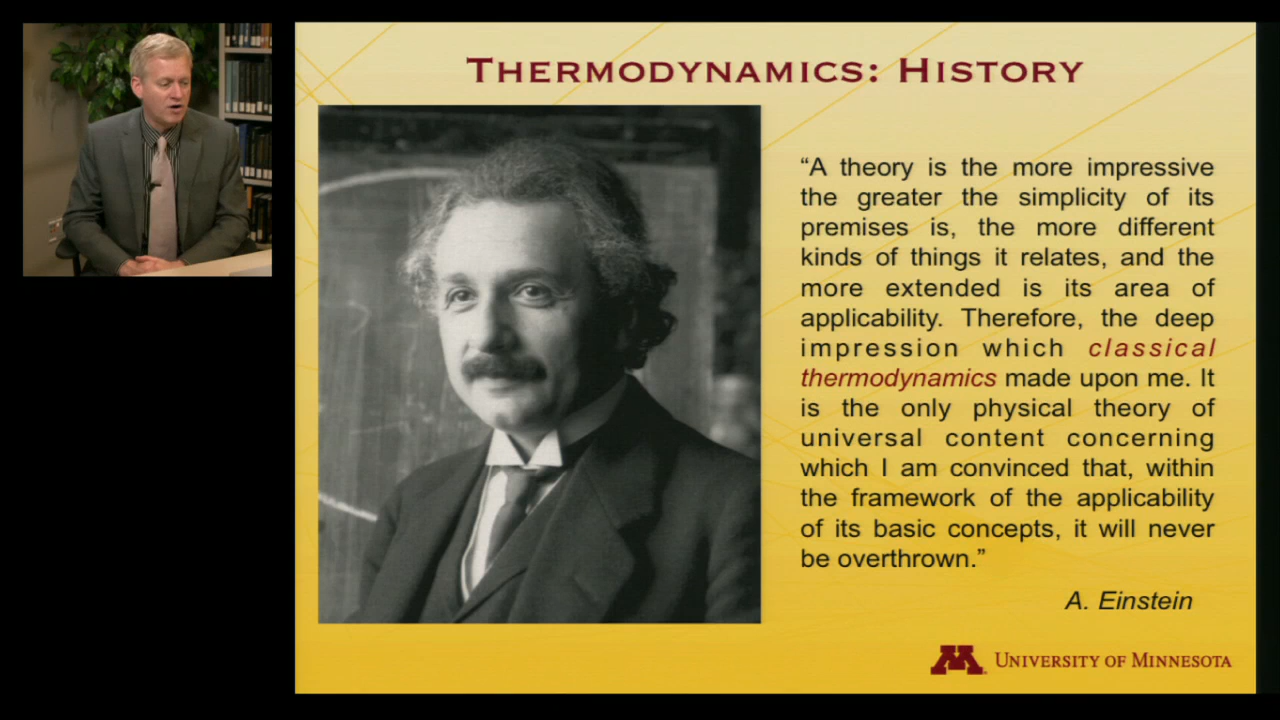 THERMODYNAMICS: HISTORY
“A theory is the more impressive
the greater the simplicity of its
premises is, the more different
kinds of things it relates, and the
more extended is its area of
applicability. Therefore, the deep
impression which classical
thermodynamics made upon me. It
is the only physical theory of
universal content concerning
which I am convinced that, within
the framework of the applicability
of its basic concepts, it will never
be overthrown.”
A. Einstein
M UNIVERSITY OF MINNESOTA